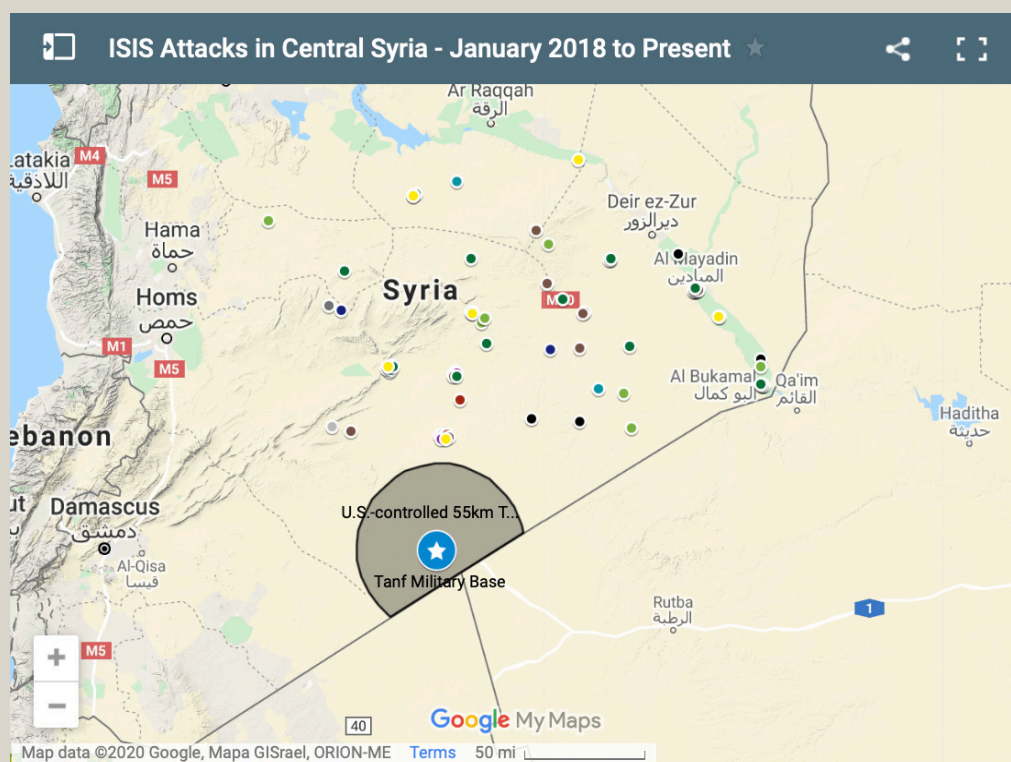 ISIS Attacks in Central Syria - January 2018 to Present
Ar Raqqah
الرقة
M4
Latakia
اللاذقية
M5
Hama
حماة
Deir ez-Zur
ديرالزور
Al Mayadin
الميادين
Syria
Homs
حمص
M1
M5
Al Bukamal
البو كمال
Qa'im
القائم
Haditha
حديثة
Lebanon
Damascus
دمشق
Al-Qisa
قيسا
U.S.-controlled 55km T...
Tanf Military Base
Rutba
الرطبة
1
M5
+
−
40
Google My Maps
Map data ©2020 Google, Mapa GISrael, ORION-ME
Terms
50 mi